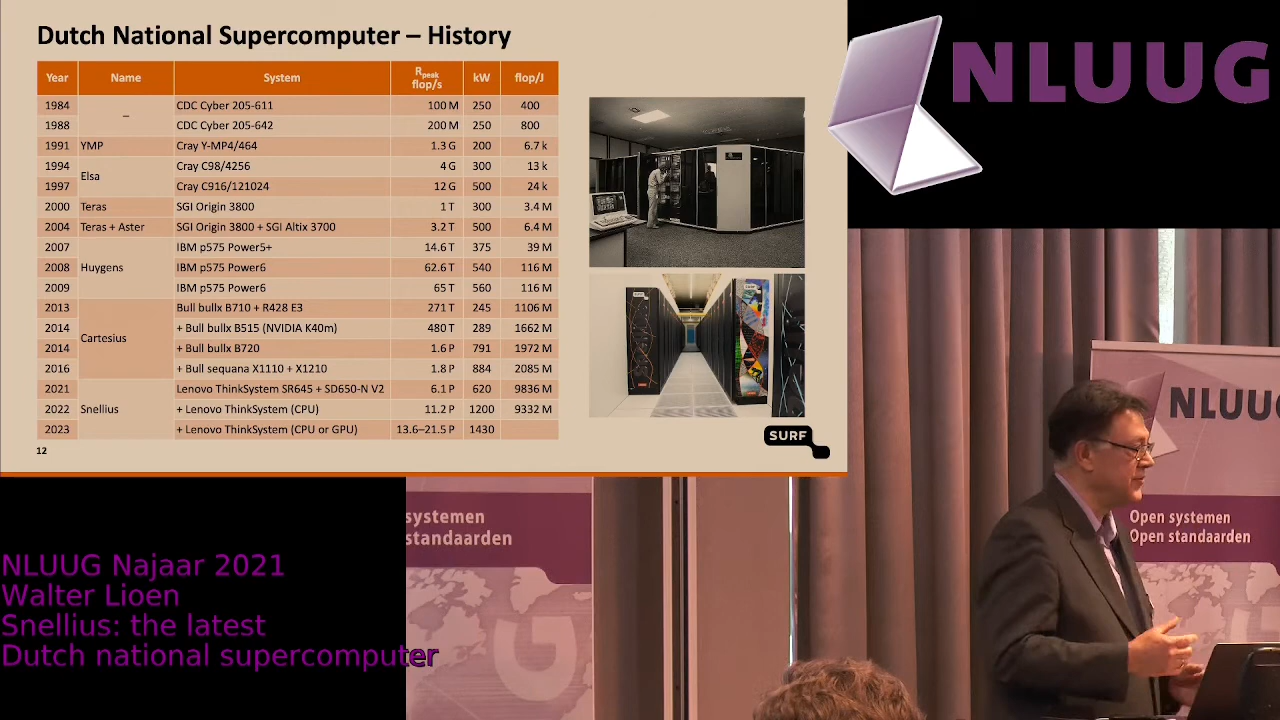 Dutch National Supercomputer – History
Year Name System Rpeak flop/s kW flop/J
1984 – CDC Cyber 205-611 100 M 250 400
1988 CDC Cyber 205-642 200 M 250 800
1991 YMP Cray Y-MP4/464 1.3 G 200 6.7 k
1994 Elsa Cray C98/4256 4 G 300 13 k
1997 Cray C916/121024 12 G 500 24 k
2000 Teras SGI Origin 3800 1 T 300 3.4 M
2004 Teras + Aster SGI Origin 3800 + SGI Altix 3700 3.2 T 500 6.4 M
2007 Huygens IBM p575 Power5+ 14.6 T 375 39 M
2008 IBM p575 Power6 62.6 T 540 116 M
2009 IBM p575 Power6 65 T 560 116 M
2013 Cartesius Bull bullx B710 + R428 E3 271 T 245 1106 M
2014 + Bull bullx B515 (NVIDIA K40m) 480 T 289 1662 M
2014 + Bull bullx B720 1.6 P 791 1972 M
2016 + Bull sequana X1110 + X1210 1.8 P 884 2085 M
2021 Snellius Lenovo ThinkSystem SR645 + SD650-N V2 6.1 P 620 9836 M
2022 + Lenovo ThinkSystem (CPU) 11.2 P 1200 9332 M
2023 + Lenovo ThinkSystem (CPU or GPU) 13.6–21.5 P 1430
12
SURF
NLUUG
NLUU
systemen
standaarden
Open systemen
Open standaarden
G
NLUUG Najaar 2021
Walter Lioen
Snellius: the latest
Dutch national supercomputer